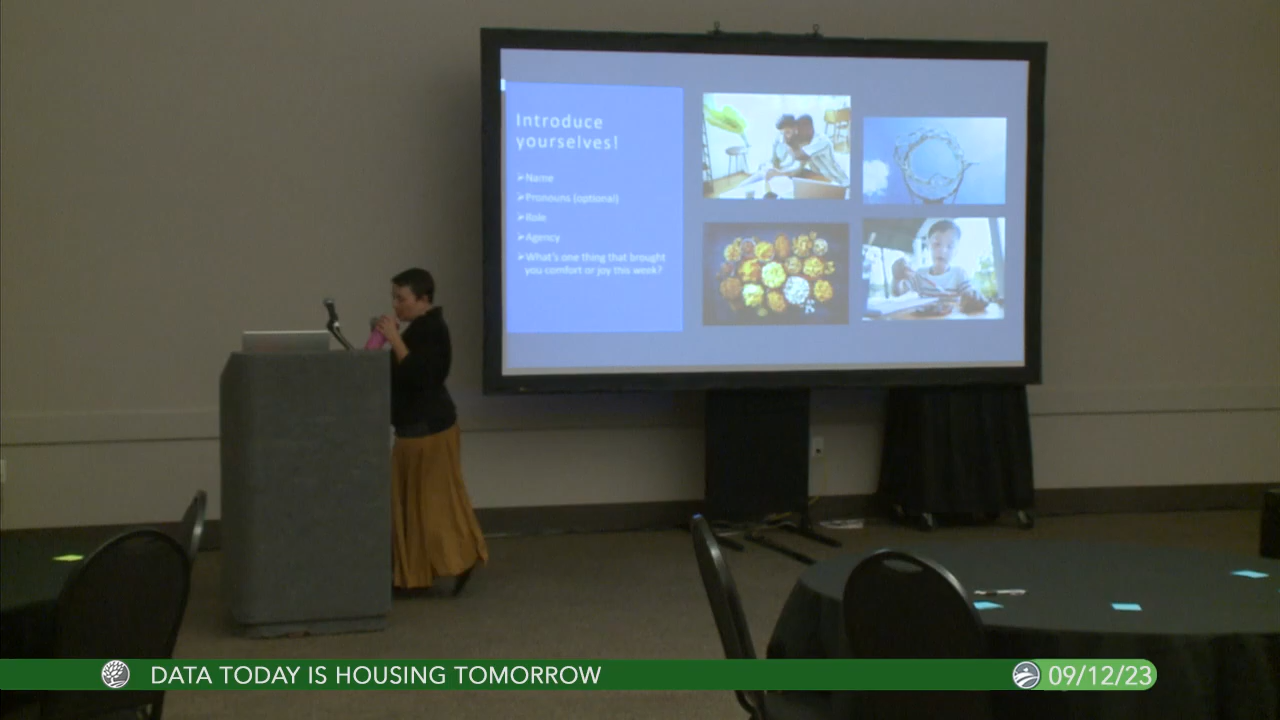 Introduce
yourselves!
➢Name
➢Pronouns (optional)
➢Role
➢Agency
➢What's one thing that brought
you comfort or joy this week?
DATA TODAY IS HOUSING TOMORROW
09/12/23